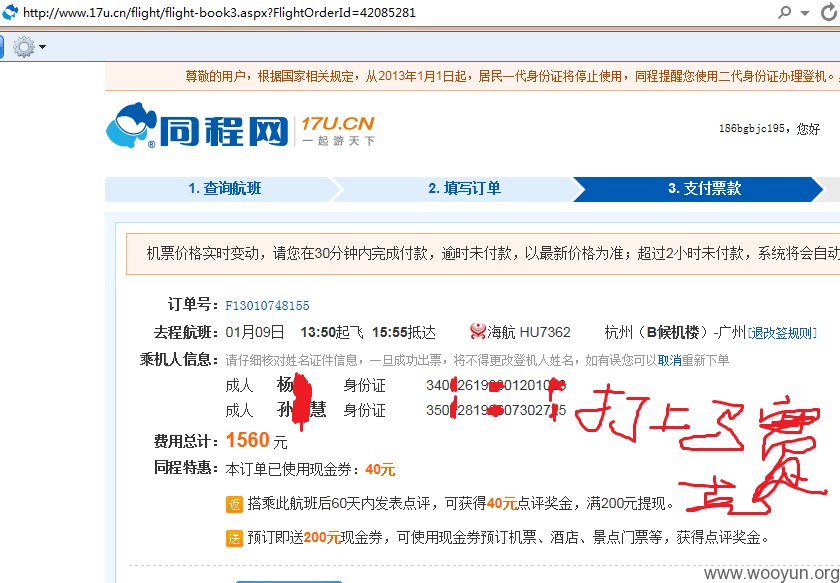 http://www.17u.cn/flight/flight-book3.aspx?FlightOrderId=42085281
尊敬的用户，根据国家相关规定，从2013年1月1日起，居民一代身份证将停止使用，同程提醒您使用二代身份证办理登机。
同程网® 17U.CN
一起游天下
186bgbjc195，您好
1. 查询航班 2. 填写订单 3. 支付票款
机票价格实时变动，请您在30分钟内完成付款，逾时未付款，以最新价格为准；超过2小时未付款，系统将会自动
订单号： F13010748155
去程航班： 01月09日 13:50起飞 15:55抵达 海航 HU7362 杭州（B候机楼）-广州[退改签规则]
乘机人信息： 请仔细核对姓名证件信息，一旦成功出票，将不得更改登机人姓名，如有误您可以取消重新下单
成人 杨 身份证
成人 孙 慧 身份证
费用总计： 1560 元
同程特惠： 本订单已使用现金券：40元
返 搭乘此航班后60天内发表点评，可获得40元点评奖金，满200元提现。
送 预订即送200元现金券，可使用现金券预订机票、酒店、景点门票等，获得点评奖金。
打上马赛
www.wooyun.org